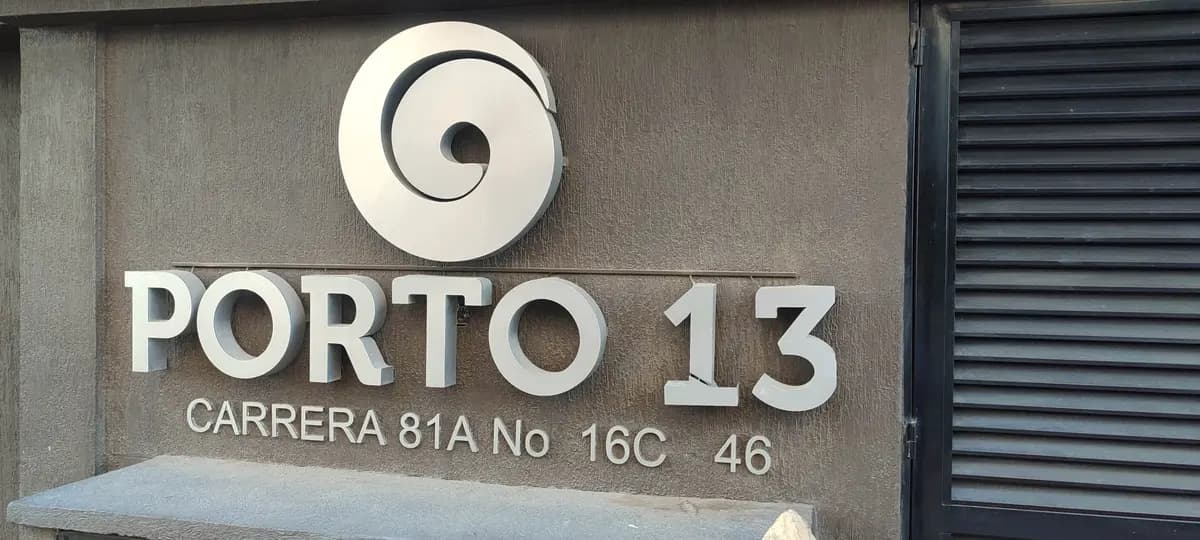 PORTO 13
CARRERA 81A No 16C 46